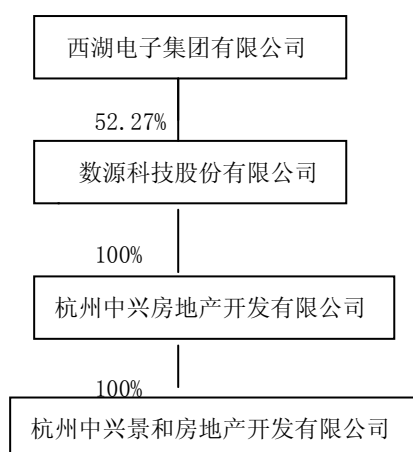 西湖电子集团有限公司
52.27%
数源科技股份有限公司
100%
杭州中兴房地产开发有限公司
100%
杭州中兴景和房地产开发有限公司